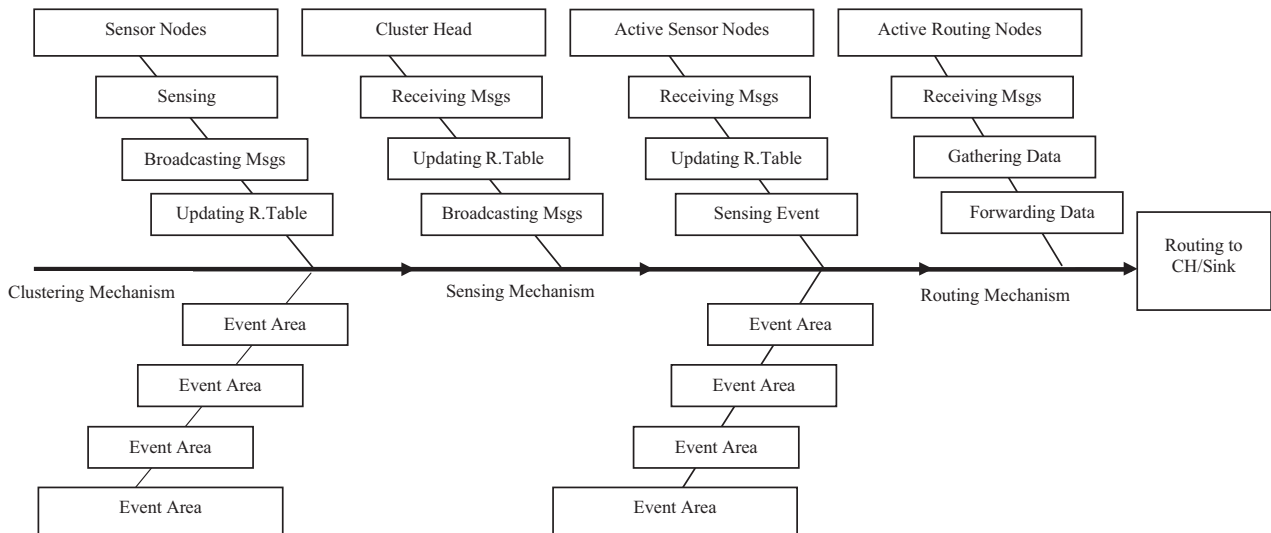 Sensor Nodes
Cluster Head
Active Sensor Nodes
Active Routing Nodes
Sensing
Receiving Msgs
Receiving Msgs
Receiving Msgs
Broadcasting Msgs
Updating R.Table
Updating R.Table
Gathering Data
Updating R.Table
Broadcasting Msgs
Sensing Event
Forwarding Data
Routing to
CH/Sink
Clustering Mechanism
Sensing Mechanism
Routing Mechanism
Event Area
Event Area
Event Area
Event Area
Event Area
Event Area
Event Area
Event Area